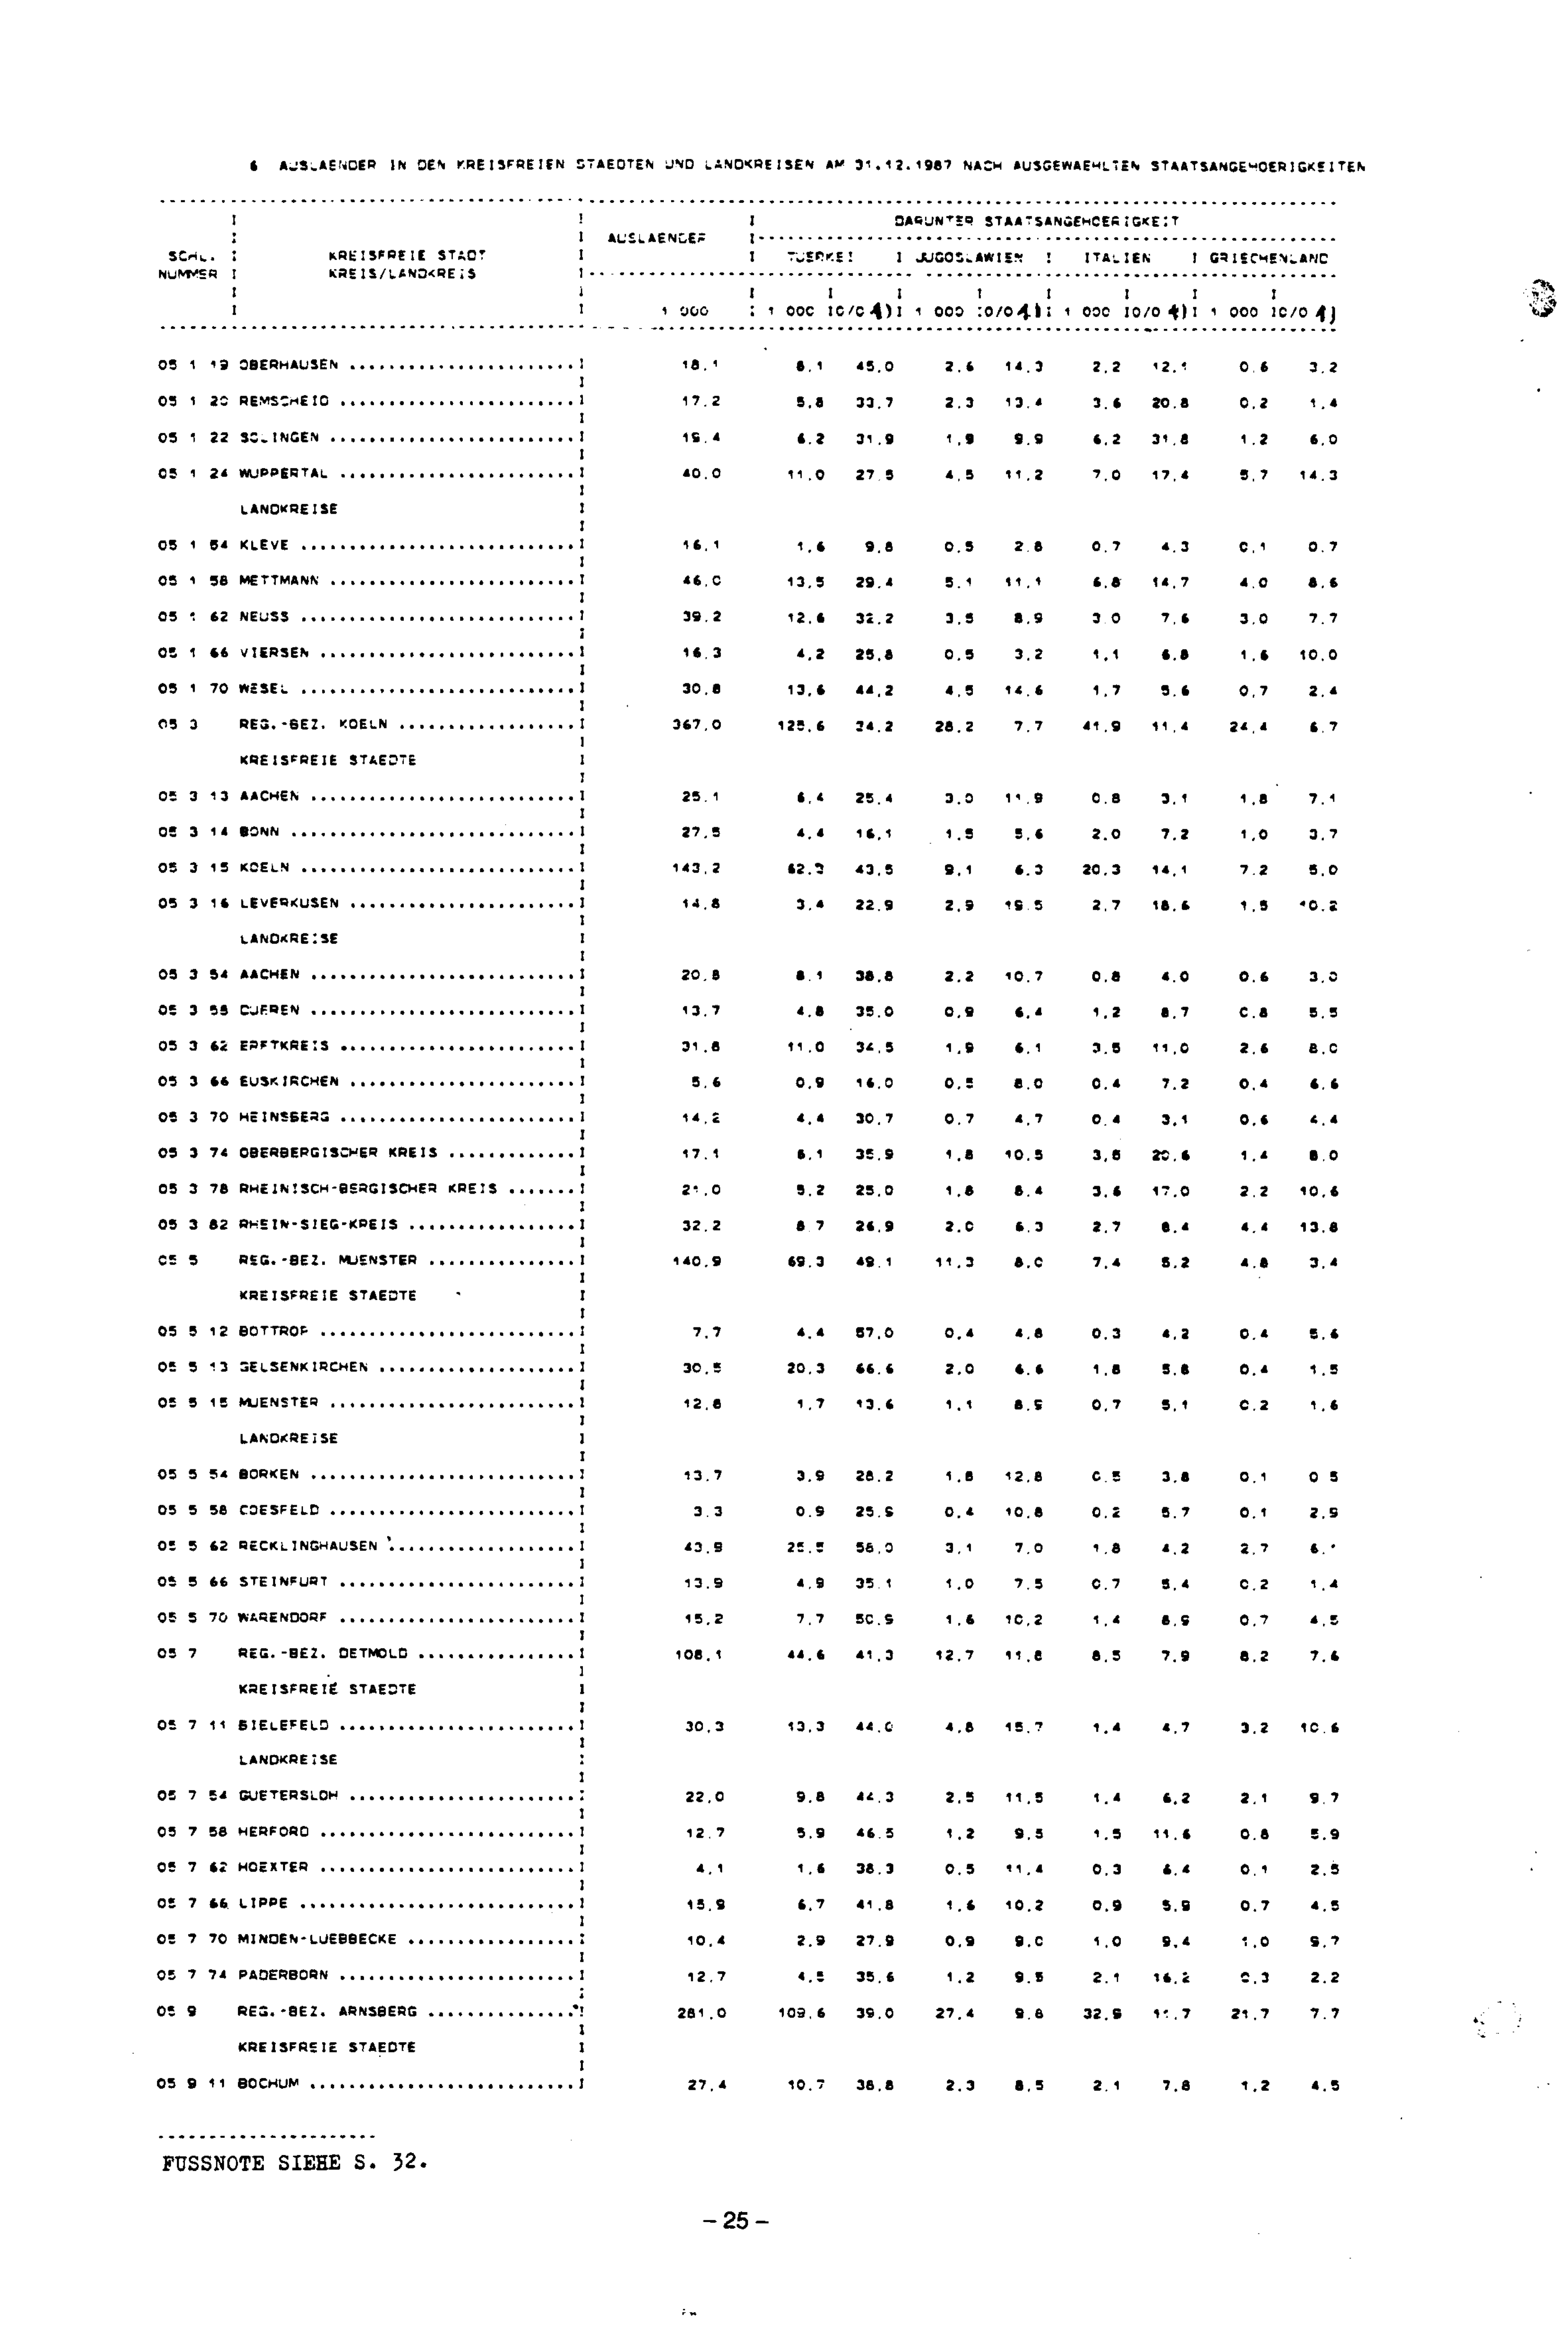 6 AUSLAENDER IN DEN KREISFREIEN STAEDTEN UND LANDKREISEN AM 31.12.1987 NACH AUSGEWAEHLTEN STAATSANGEHOERIGKEITEN
DARUNTER STAATSANGEHOERIGKEIT
AUSLAENDER
SCHL. KREISFREIE STADT TUERKEI I JUGOSLAWIEN I ITALIEN I GRIECHENLAND
NUMMER I KREIS/LANDKREIS
1 000 1 000 IO/O 4)I 1 000 IO/O 4)I 1 000 IO/O 4)I 1 000 IO/O 4)
05 1 19 OBERHAUSEN 18,1 8,1 45,0 2,6 14,3 2,2 12,1 0,6 3,2
05 1 20 REMSCHEID 17,2 5,8 33,7 2,3 13,4 3,6 20,8 0,2 1,4
05 1 22 SOLINGEN 19,4 6,2 31,9 1,9 9,9 6,2 31,8 1,2 6,0
05 1 24 WUPPERTAL 40,0 11,0 27,5 4,5 11,2 7,0 17,4 5,7 14,3
LANDKREISE
05 1 54 KLEVE 16,1 1,6 9,8 0,5 2,8 0,7 4,3 0,1 0,7
05 1 58 METTMANN 46,0 13,5 29,4 5,1 11,1 6,8 14,7 4,0 8,6
05 1 62 NEUSS 39,2 12,6 32,2 3,5 8,9 3,0 7,6 3,0 7,7
05 1 66 VIERSEN 16,3 4,2 25,8 0,5 3,2 1,1 6,8 1,6 10,0
05 1 70 WESEL 30,8 13,6 44,2 4,5 14,6 1,7 5,6 0,7 2,4
05 3 REG.-BEZ. KOELN 367,0 125,6 34,2 28,2 7,7 41,9 11,4 24,4 6,7
KREISFREIE STAEDTE
05 3 13 AACHEN 25,1 6,4 25,4 3,0 11,9 0,8 3,1 1,8 7,1
05 3 14 BONN 27,5 4,4 16,1 1,5 5,6 2,0 7,2 1,0 3,7
05 3 15 KOELN 143,2 62,3 43,5 9,1 6,3 20,3 14,1 7,2 5,0
05 3 16 LEVERKUSEN 14,8 3,4 22,9 2,9 19,5 2,7 18,6 1,5 10,2
LANDKREISE
05 3 54 AACHEN 20,8 8,1 38,8 2,2 10,7 0,8 4,0 0,6 3,0
05 3 58 DUEREN 13,7 4,8 35,0 0,9 6,4 1,2 8,7 0,8 5,5
05 3 62 ERFTKREIS 31,8 11,0 34,5 1,9 6,1 3,5 11,0 2,6 8,0
05 3 66 EUSKIRCHEN 5,6 0,9 16,0 0,5 8,0 0,4 7,2 0,4 6,6
05 3 70 HEINSBERG 14,2 4,4 30,7 0,7 4,7 0,4 3,1 0,6 4,4
05 3 74 OBERBERGISCHER KREIS 17,1 6,1 35,9 1,8 10,5 3,5 20,6 1,4 8,0
05 3 78 RHEINISCH-BERGISCHER KREIS 21,0 5,2 25,0 1,8 8,4 3,6 17,0 2,2 10,6
05 3 82 RHEIN-SIEG-KREIS 32,2 8,7 26,9 2,0 6,3 2,7 8,4 4,4 13,8
05 5 REG.-BEZ. MUENSTER 140,9 69,3 49,1 11,3 8,0 7,4 5,2 4,8 3,4
KREISFREIE STAEDTE
05 5 12 BOTTROP 7,7 4,4 57,0 0,4 4,8 0,3 4,2 0,4 5,6
05 5 13 GELSENKIRCHEN 30,5 20,3 66,6 2,0 6,6 1,8 5,8 0,4 1,5
05 5 15 MUENSTER 12,8 1,7 13,6 1,1 8,9 0,7 5,1 0,2 1,6
LANDKREISE
05 5 54 BORKEN 13,7 3,9 28,2 1,8 12,8 0,5 3,8 0,1 0,5
05 5 58 COESFELD 3,3 0,9 25,9 0,4 10,8 0,2 5,7 0,1 2,9
05 5 62 RECKLINGHAUSEN 43,9 25,5 58,0 3,1 7,0 1,8 4,2 2,7 6,1
05 5 66 STEINFURT 13,9 4,9 35,1 1,0 7,5 0,7 5,4 0,2 1,4
05 5 70 WARENDORF 15,2 7,7 50,9 1,6 10,2 1,4 8,9 0,7 4,5
05 7 REG.-BEZ. DETMOLD 108,1 44,6 41,3 12,7 11,8 8,5 7,9 8,2 7,6
KREISFREIE STAEDTE
05 7 11 BIELEFELD 30,3 13,3 44,0 4,8 15,7 1,4 4,7 3,2 10,6
LANDKREISE
05 7 54 GUETERSLOH 22,0 9,8 44,3 2,5 11,5 1,4 6,2 2,1 9,7
05 7 58 HERFORD 12,7 5,9 46,5 1,2 9,5 1,5 11,6 0,8 5,9
05 7 62 HOEXTER 4,1 1,6 38,3 0,5 11,4 0,3 6,4 0,1 2,5
05 7 66 LIPPE 15,9 6,7 41,8 1,6 10,2 0,9 5,9 0,7 4,5
05 7 70 MINDEN-LUEBBECKE 10,4 2,9 27,9 0,9 9,0 1,0 9,4 1,0 9,7
05 7 74 PADERBORN 12,7 4,5 35,6 1,2 9,5 2,1 16,2 0,3 2,2
05 9 REG.-BEZ. ARNSBERG 281,0 109,6 39,0 27,4 9,8 32,9 11,7 21,7 7,7
KREISFREIE STAEDTE
05 9 11 BOCHUM 27,4 10,7 38,8 2,3 8,5 2,1 7,8 1,2 4,5
FUSSNOTE SIEHE S. 32.
- 25 -